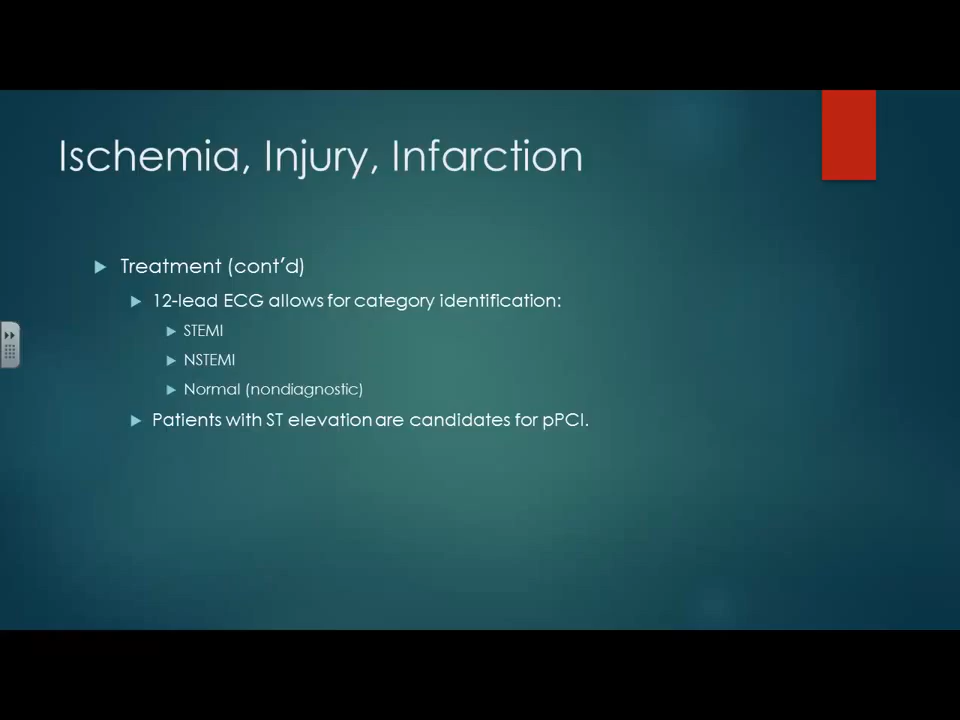 Ischemia, Injury, Infarction
Treatment (cont’d)
12-lead ECG allows for category identification:
STEMI
NSTEMI
Normal (nondiagnostic)
Patients with ST elevation are candidates for pPCI.